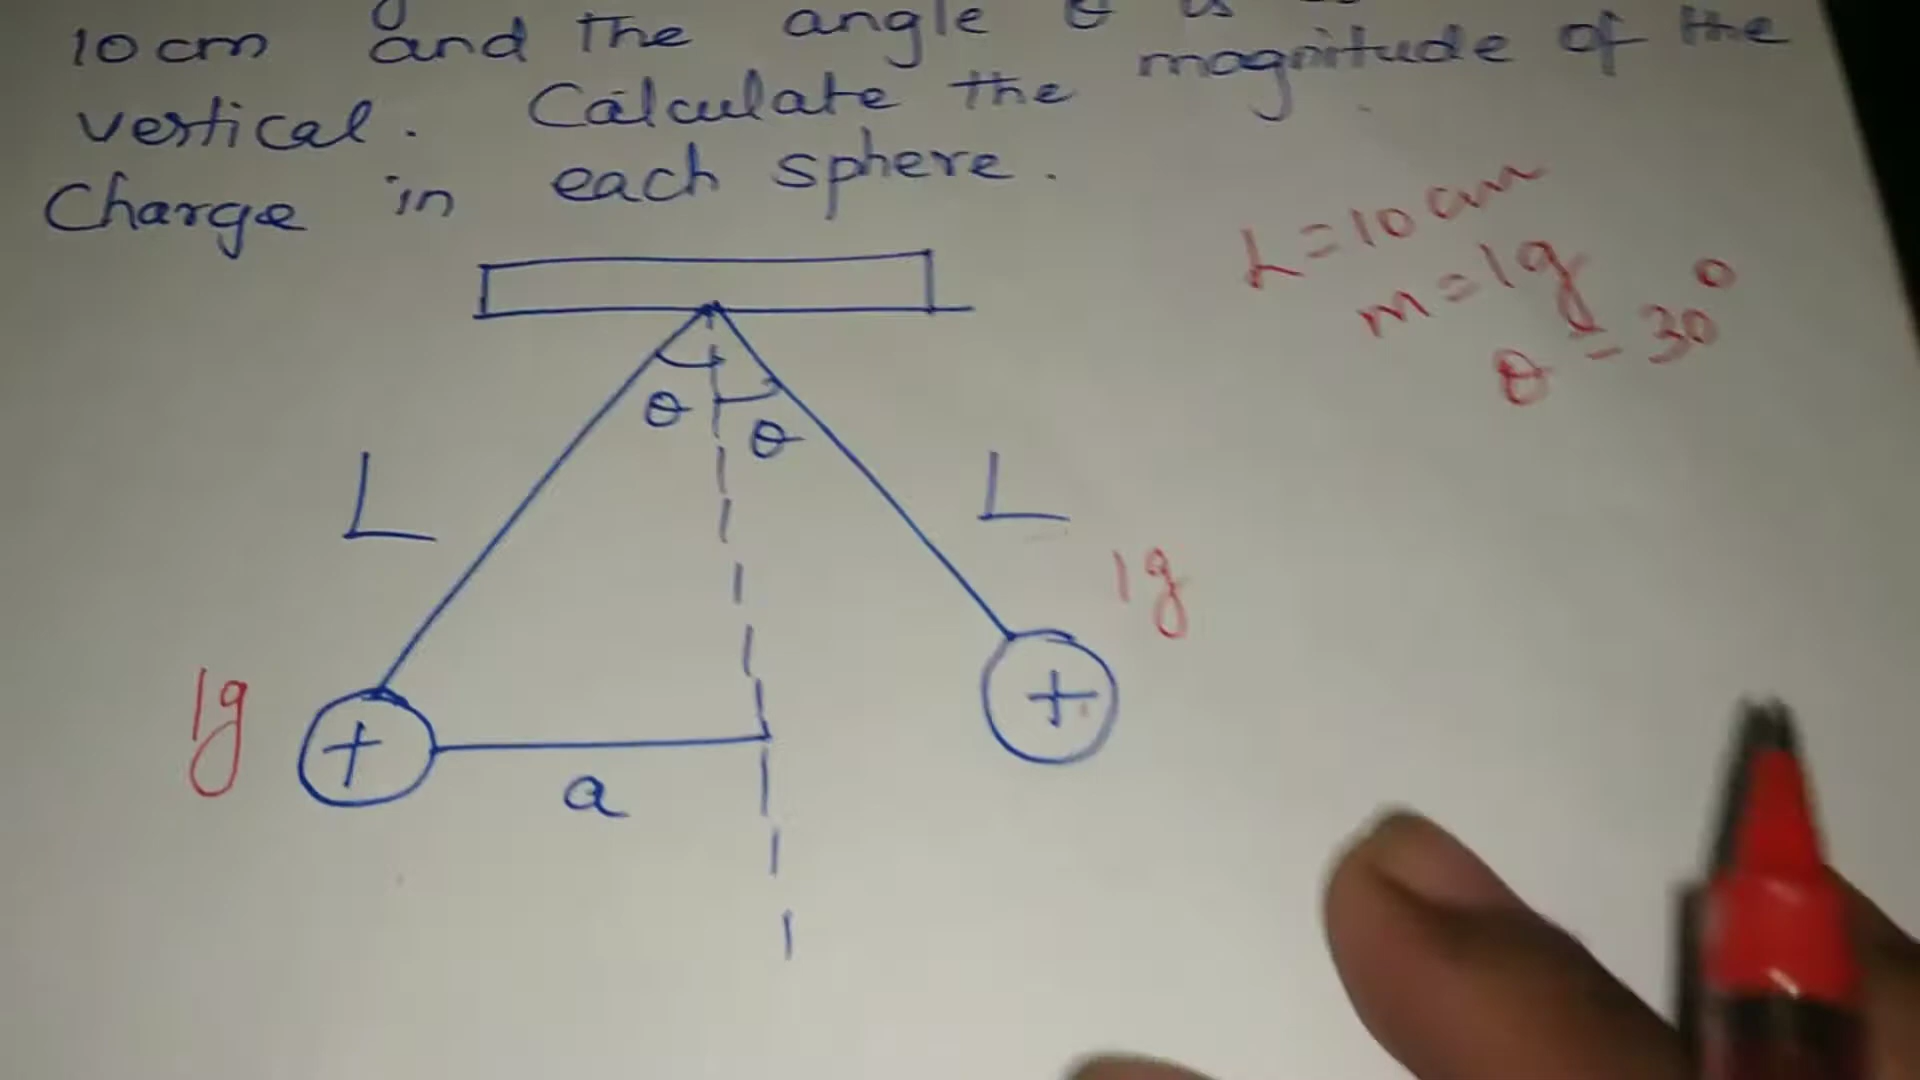 10 cm and the angle θ is
vertical. Calculate the magnitude of the
Charge in each sphere.
L = 10 cm
m = 1g
θ = 30°
θ
θ
L
L
1g
1g
+
+
a